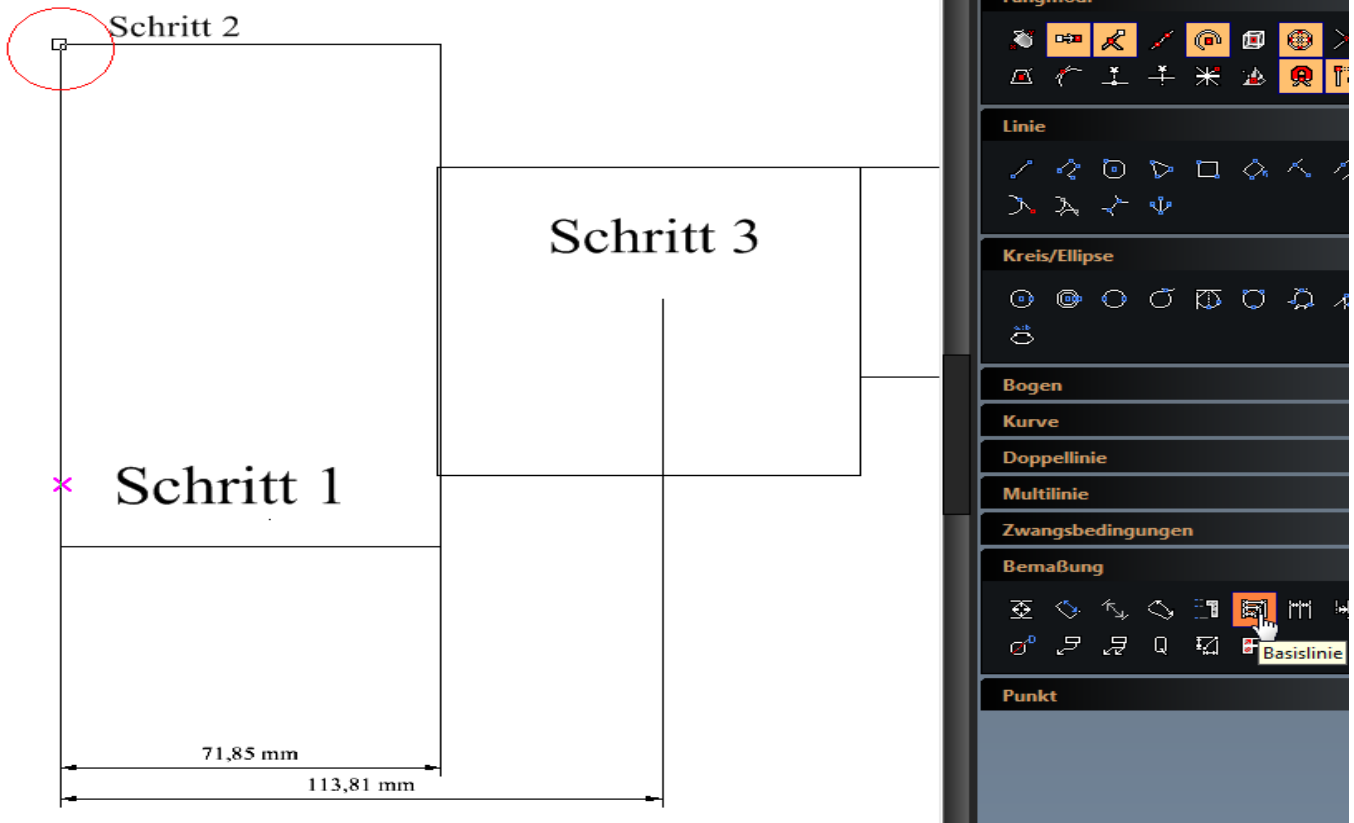 Schritt 2
Schritt 3
Schritt 1
71,85 mm
113,81 mm
Linie
Kreis/Ellipse
Bogen
Kurve
Doppellinie
Multilinie
Zwangsbedingungen
Bemaßung
Basislinie
Punkt